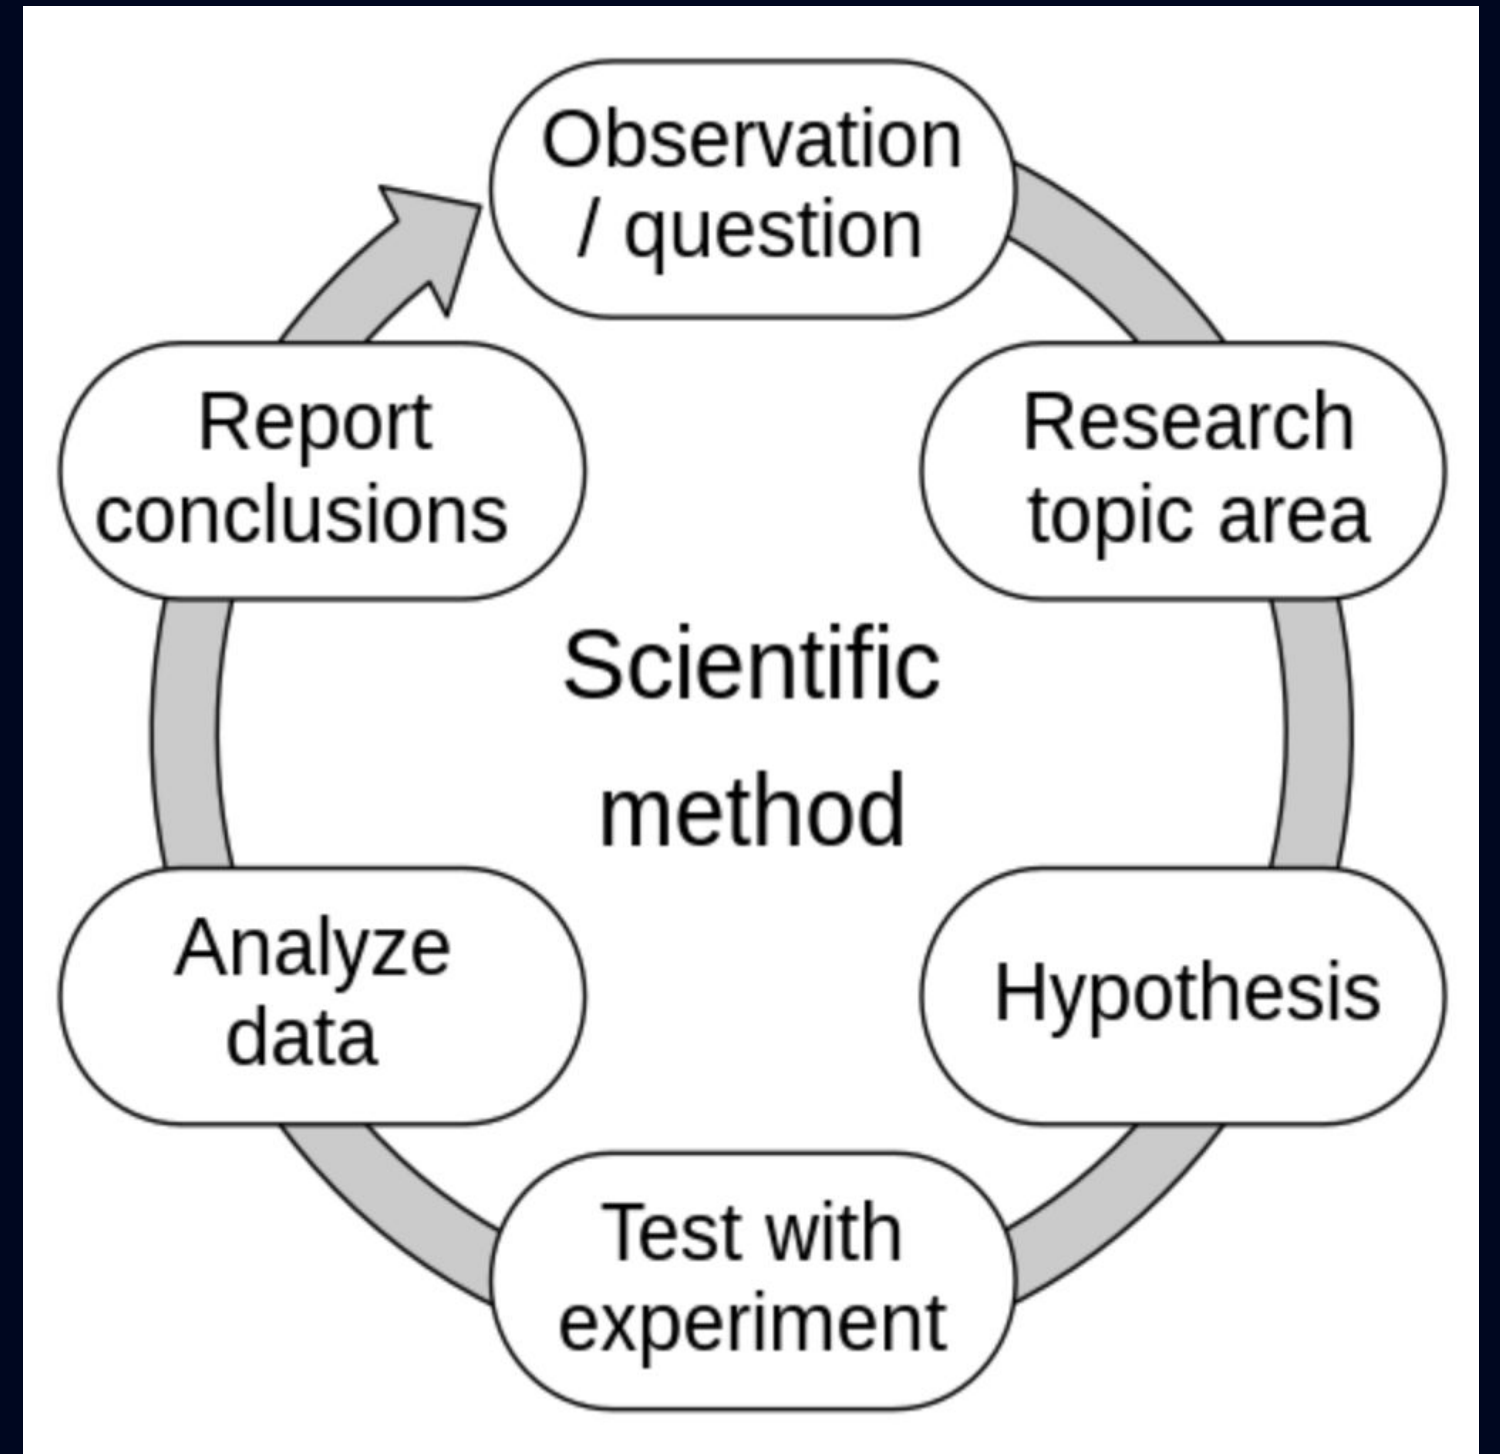 Observation
/ question
Research
topic area
Hypothesis
Test with
experiment
Analyze
data
Report
conclusions
Scientific
method